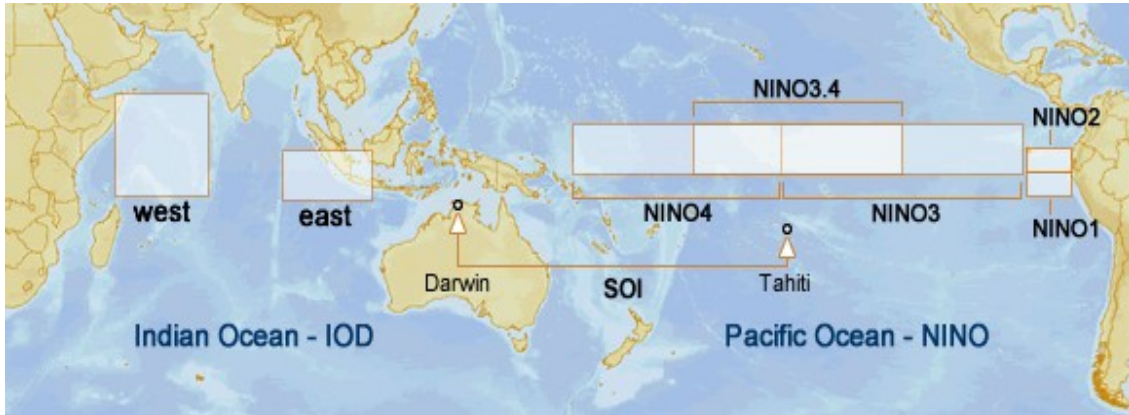 NINO3.4
NINO2
west
east
NINO4
NINO3
NINO1
Darwin
SOI
Tahiti
Indian Ocean - IOD
Pacific Ocean - NINO